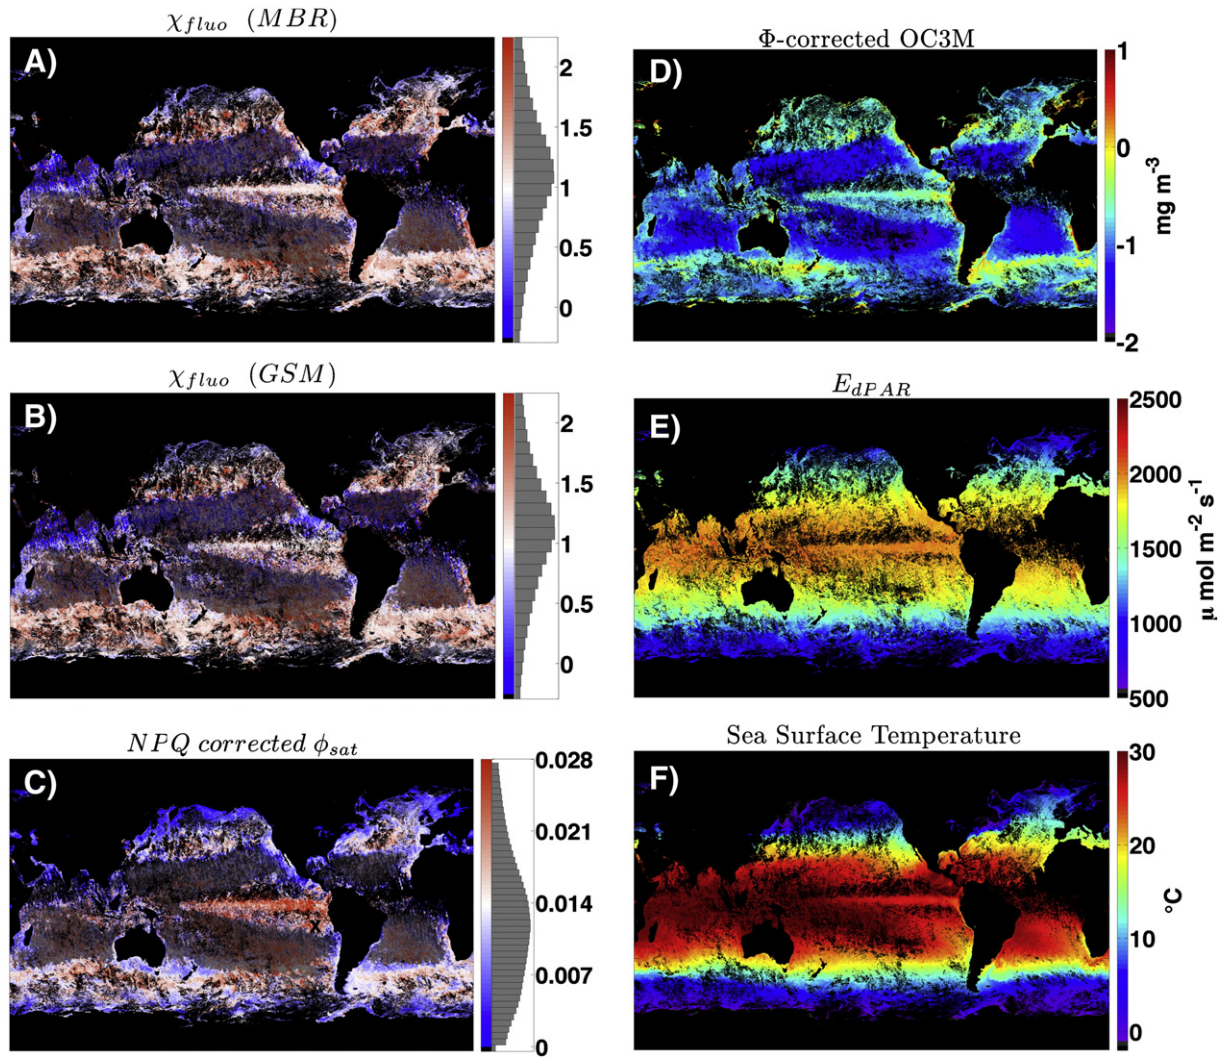 χfluo (MBR)
A)
2
1.5
1
0.5
0
Φ-corrected OC3M
D)
1
0
-1
-2
mg m-3
χfluo (GSM)
B)
2
1.5
1
0.5
0
EdPAR
E)
2500
2000
1500
1000
500
μ mol m-2 s-1
NPQ corrected ϕsat
C)
0.028
0.021
0.014
0.007
0
X
Sea Surface Temperature
F)
30
20
10
0
°C